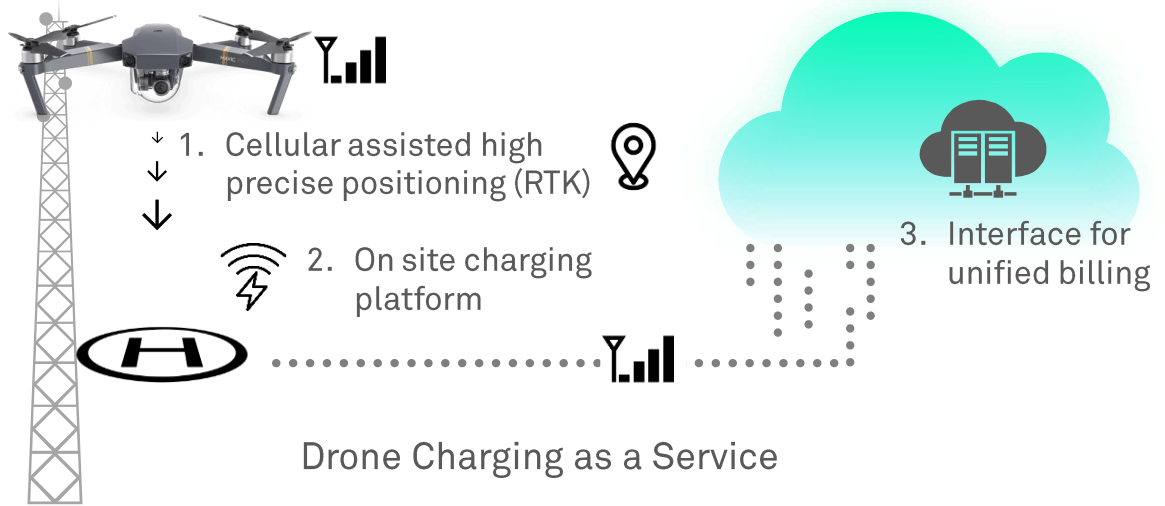 1. Cellular assisted high
precise positioning (RTK)
2. On site charging
platform
3. Interface for
unified billing
H
Drone Charging as a Service